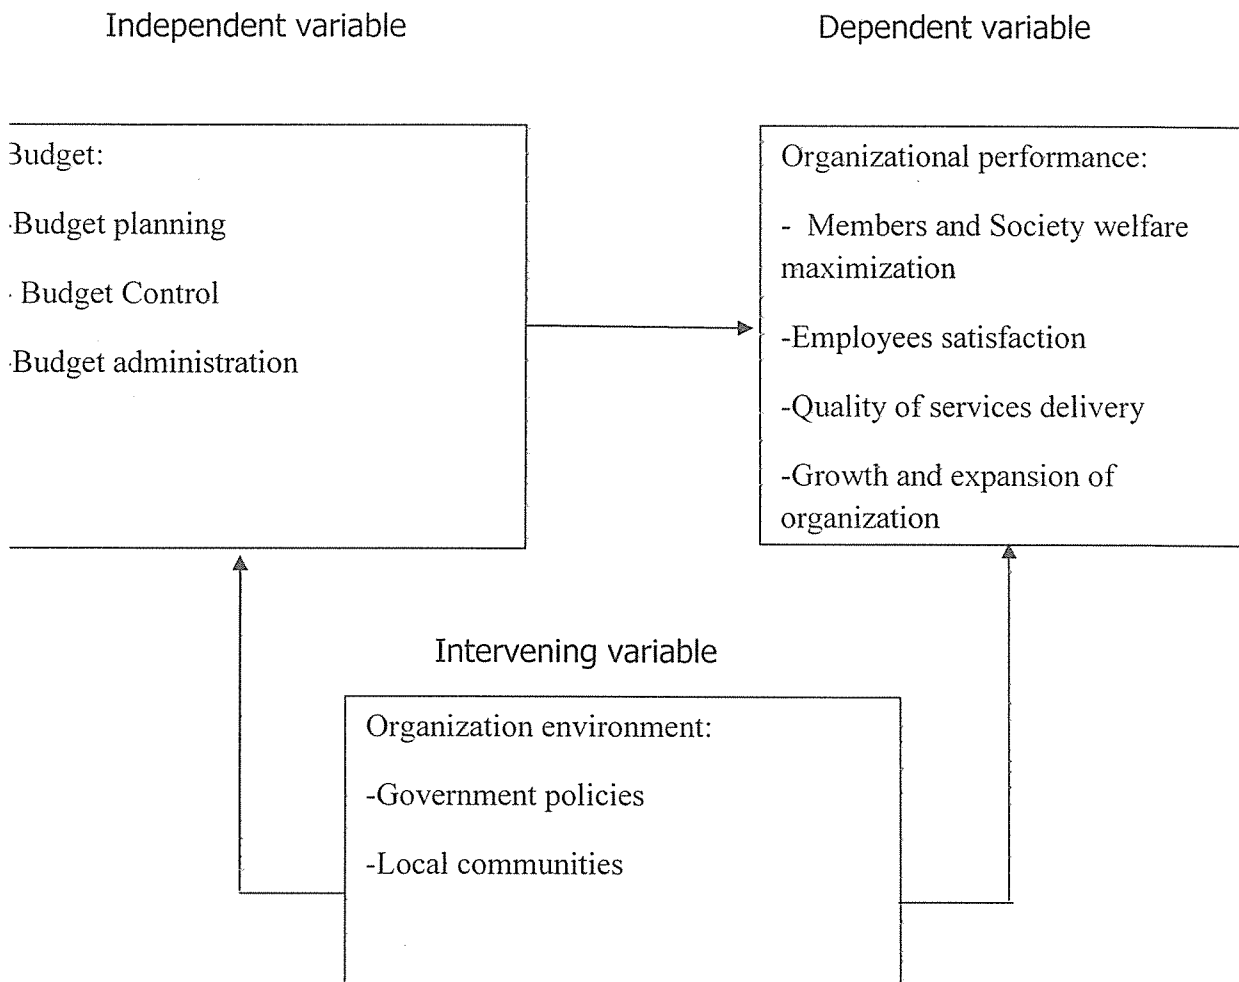 Independent variable
Dependent variable
Budget:
-Budget planning
- Budget Control
-Budget administration
Organizational performance:
- Members and Society welfare
maximization
-Employees satisfaction
-Quality of services delivery
-Growth and expansion of
organization
Intervening variable
Organization environment:
-Government policies
-Local communities